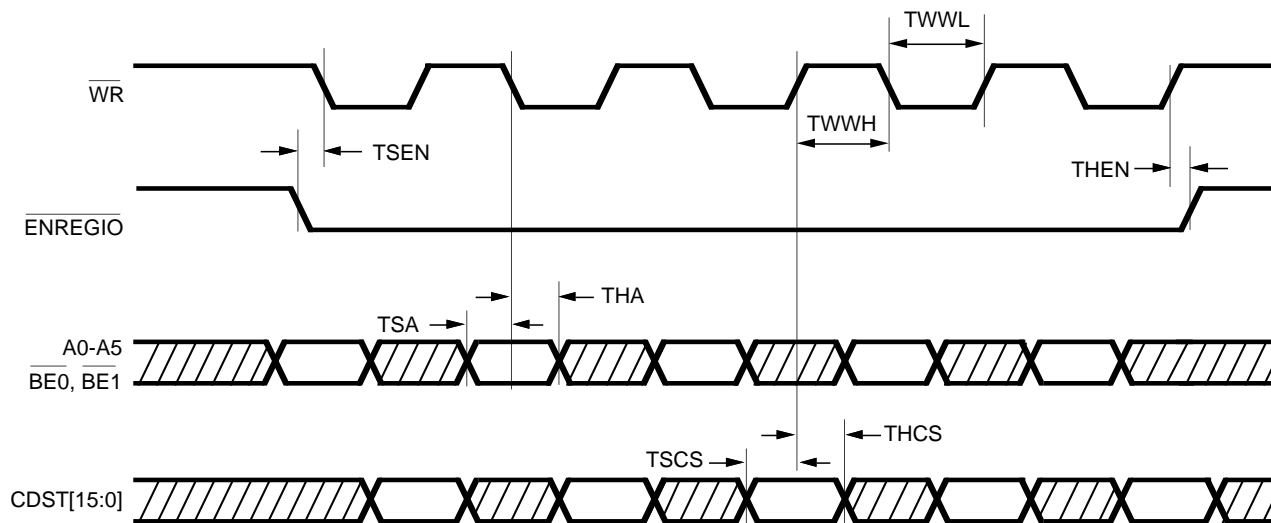 TWWL
WR
TWWH
TSEN
THEN
ENREGIO
THA
TSA
A0-A5
BE0, BE1
THCS
TSCS
CDST[15:0]